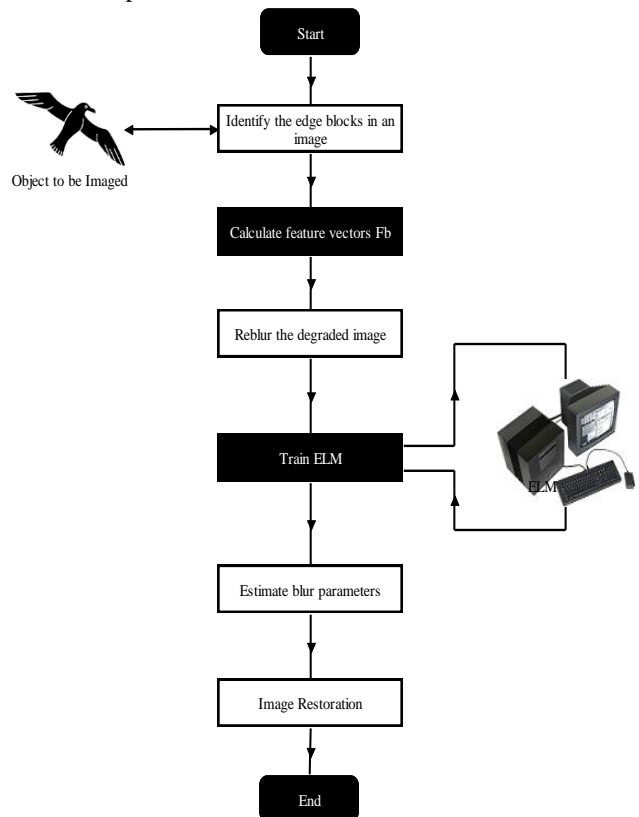 Start
Identify the edge blocks in an
image
Object to be Imaged
Calculate feature vectors Fb
Reblur the degraded image
Train ELM
ELM
Estimate blur parameters
Image Restoration
End